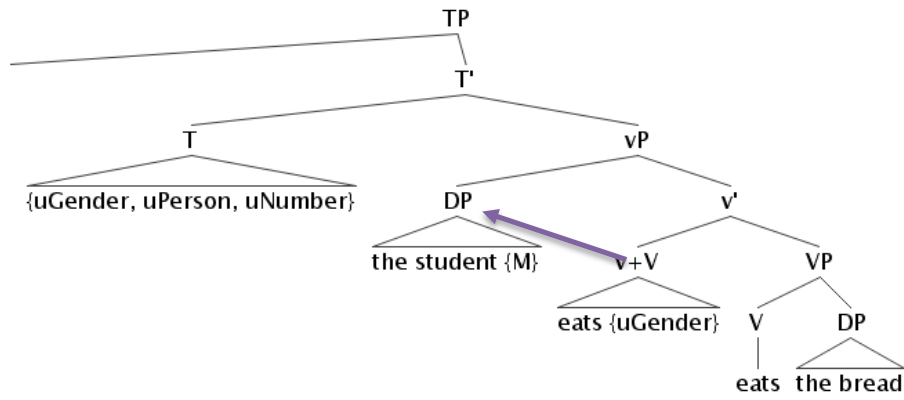 TP
T'
T vP
{uGender, uPerson, uNumber} DP v'
the student {M} v+V VP
eats {uGender} V DP
eats the bread